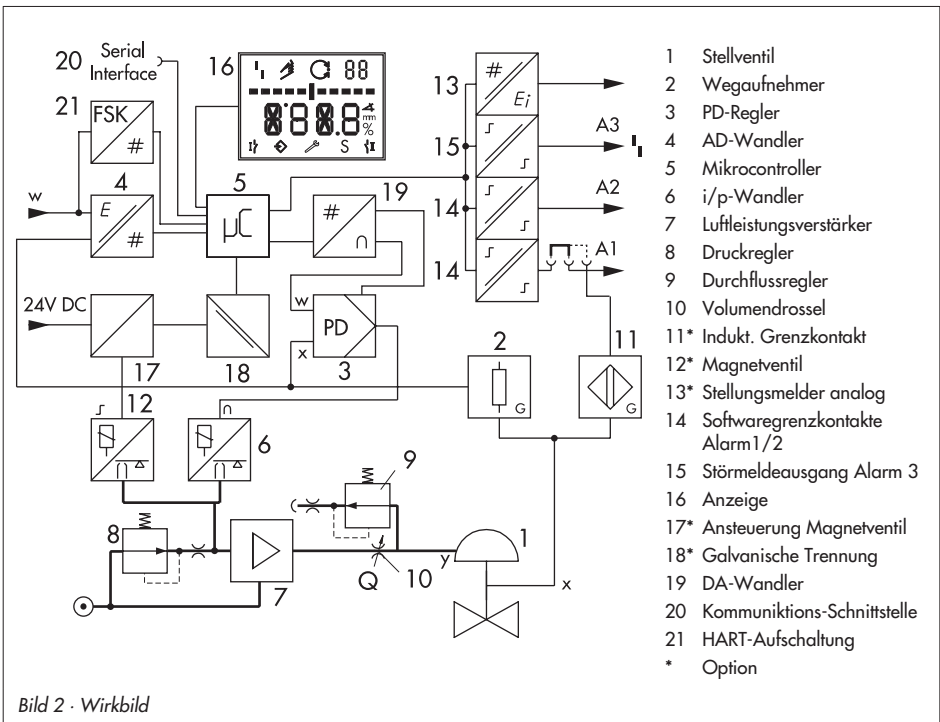 20 Serial
Interface
21
FSK
#
16
88
88.8
mm
%
S
13
#
Ei
A3
15
A2
14
A1
14
w
4
E
#
5
µC
19
#
∩
w
PD
x
3
24V DC
17
18
2
G
11
G
12
∩
6
∩
∩
9
8
7
Q
10
y
1
x
1 Stellventil
2 Wegaufnehmer
3 PD-Regler
4 AD-Wandler
5 Mikrocontroller
6 i/p-Wandler
7 Luftleistungsverstärker
8 Druckregler
9 Durchflussregler
10 Volumendrossel
11* Indukt. Grenzkontakt
12* Magnetventil
13* Stellungsmelder analog
14 Softwaregrenzkontakte
Alarm1/2
15 Störmeldeausgang Alarm 3
16 Anzeige
17* Ansteuerung Magnetventil
18* Galvanische Trennung
19 DA-Wandler
20 Kommuniktions-Schnittstelle
21 HART-Aufschaltung
* Option
Bild 2 · Wirkbild